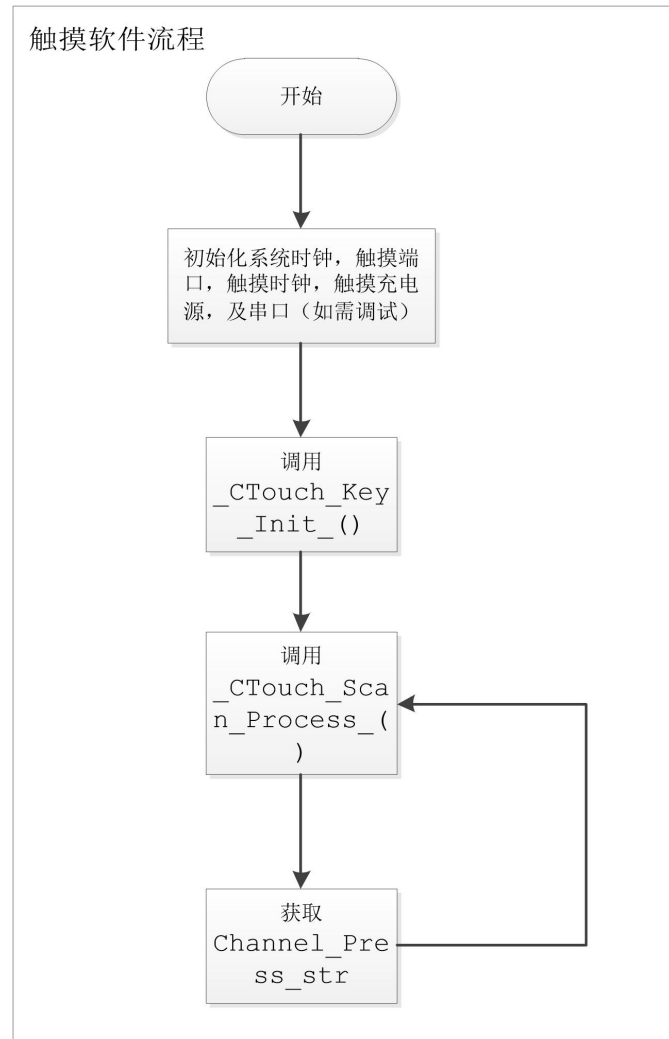 触摸软件流程
开始
初始化系统时钟，触摸端
口，触摸时钟，触摸充电
源，及串口（如需调试）
调用
_CTouch_Key
_Init_()
调用
_CTouch_Sca
n_Process_(
)
获取
Channel_Pre
ss_str